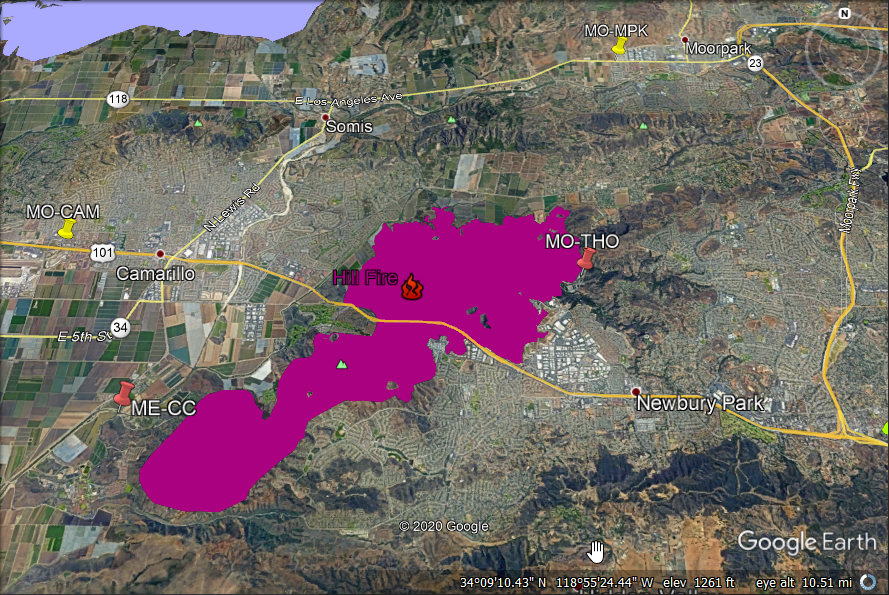 N
MO-MPK
Moorpark
23
118
E Los Angeles Ave
Somis
Moorpark Fwy
N Lewis Rd
MO-CAM
101
Camarillo
MO-THO
Hill Fire
E 5th St
34
ME-CC
Newbury Park
© 2020 Google
Google Earth
34°09'10.43" N 118°55'24.44" W elev 1261 ft eye alt 10.51 mi